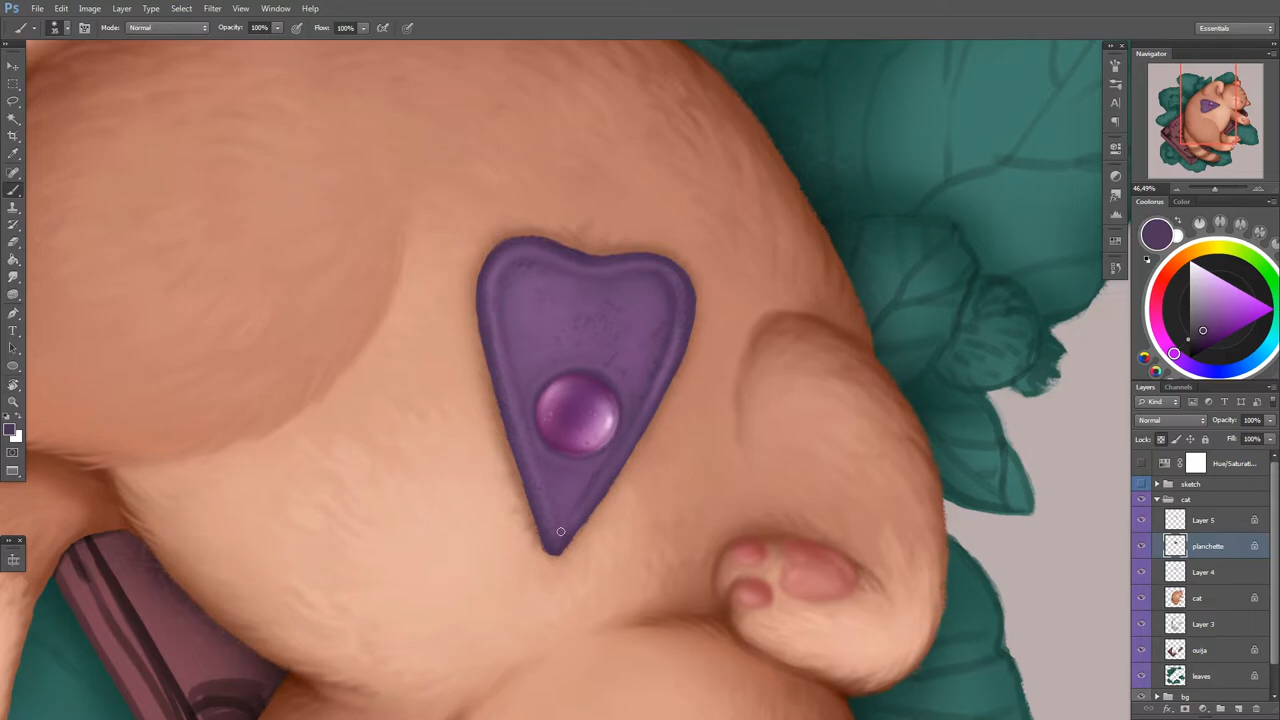 Ps File Edit Image Layer Type Select Filter View Window Help
35 Mode: Normal Opacity: 100% Flow: 100% Essentials
Navigator
46,49%
Coolorus Color
Layers Channels
Kind
Normal Opacity: 100%
Lock: Fill: 100%
Hue/Saturati...
sketch
cat
Layer 5
planchette
Layer 4
cat
Layer 3
ouija
leaves
bg